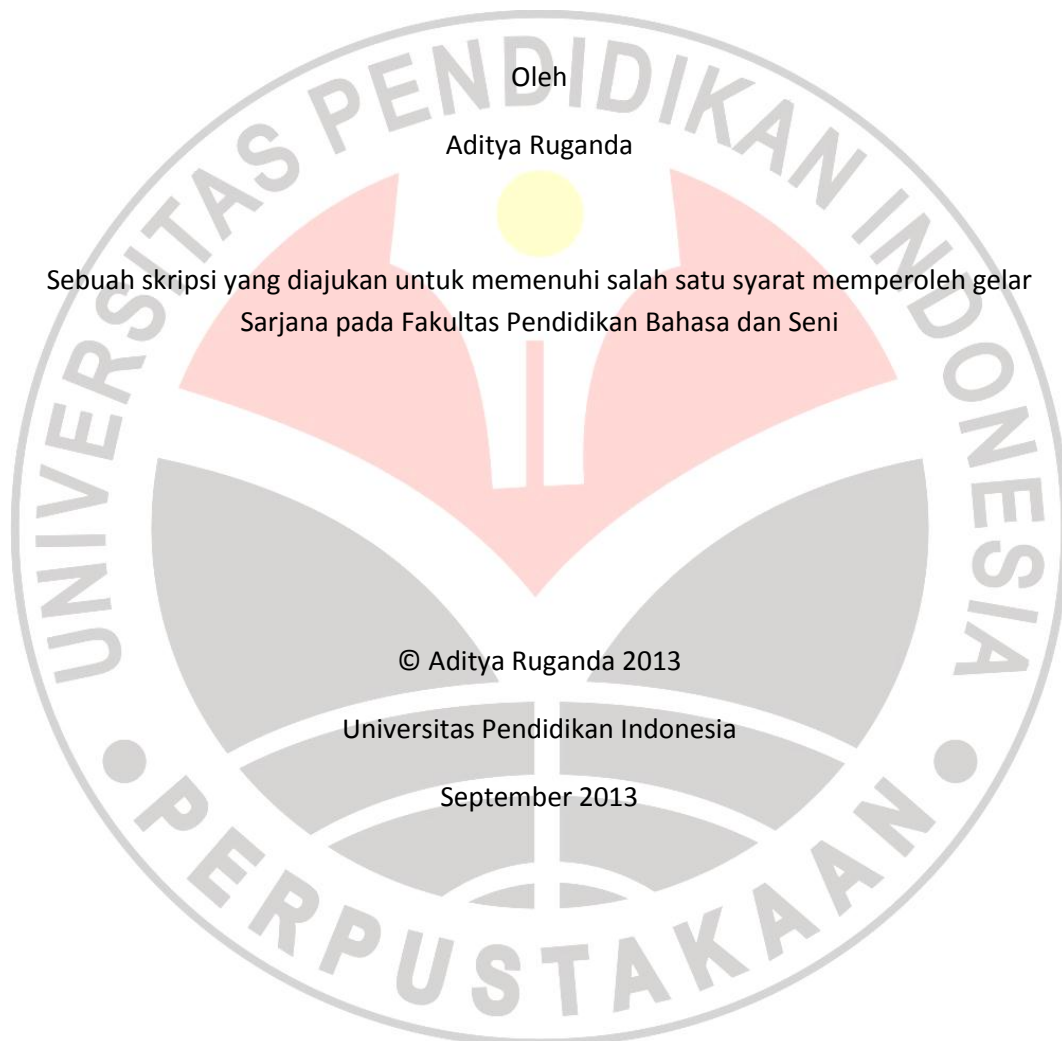 Oleh
Aditya Ruganda
Sebuah skripsi yang diajukan untuk memenuhi salah satu syarat memperoleh gelar
Sarjana pada Fakultas Pendidikan Bahasa dan Seni
© Aditya Ruganda 2013
Universitas Pendidikan Indonesia
September 2013
UNIVERSITAS PENDIDIKAN INDONESIA
PERPUSTAKAAN